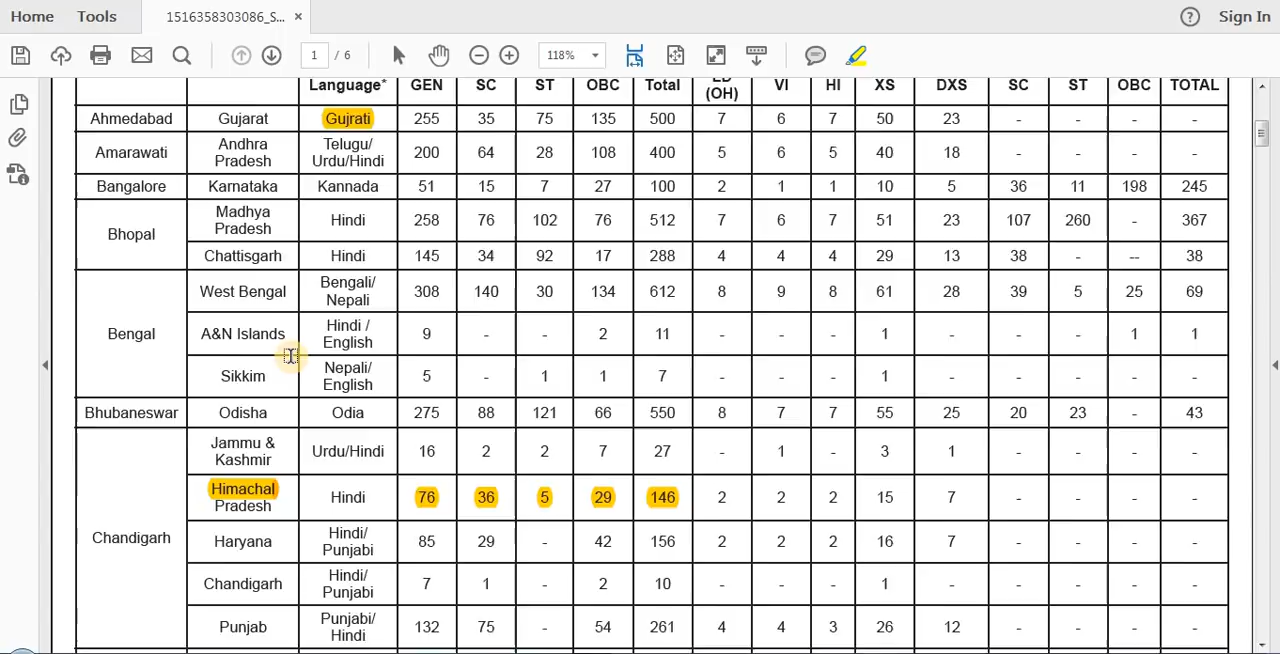 Home Tools 1516358303086_S... × ? Sign In
1 / 6 118%
Language* GEN SC ST OBC Total (OH) VI HI XS DXS SC ST OBC TOTAL
Ahmedabad Gujarat Gujrati 255 35 75 135 500 7 6 7 50 23 - - - -
Amarawati Andhra Pradesh Telugu/ Urdu/Hindi 200 64 28 108 400 5 6 5 40 18 - - - -
Bangalore Karnataka Kannada 51 15 7 27 100 2 1 1 10 5 36 11 198 245
Bhopal Madhya Pradesh Hindi 258 76 102 76 512 7 6 7 51 23 107 260 - 367
Chattisgarh Hindi 145 34 92 17 288 4 4 4 29 13 38 - -- 38
Bengal West Bengal Bengali/ Nepali 308 140 30 134 612 8 9 8 61 28 39 5 25 69
A&N Islands Hindi / English 9 - - 2 11 - - - 1 - - - 1 1
Sikkim Nepali/ English 5 - 1 1 7 - - - 1 - - - - -
Bhubaneswar Odisha Odia 275 88 121 66 550 8 7 7 55 25 20 23 - 43
Chandigarh Jammu & Kashmir Urdu/Hindi 16 2 2 7 27 - 1 - 3 1 - - - -
Himachal Pradesh Hindi 76 36 5 29 146 2 2 2 15 7 - - - -
Haryana Hindi/ Punjabi 85 29 - 42 156 2 2 2 16 7 - - - -
Chandigarh Hindi/ Punjabi 7 1 - 2 10 - - - 1 - - - - -
Punjab Punjabi/ Hindi 132 75 - 54 261 4 4 3 26 12 - - - -